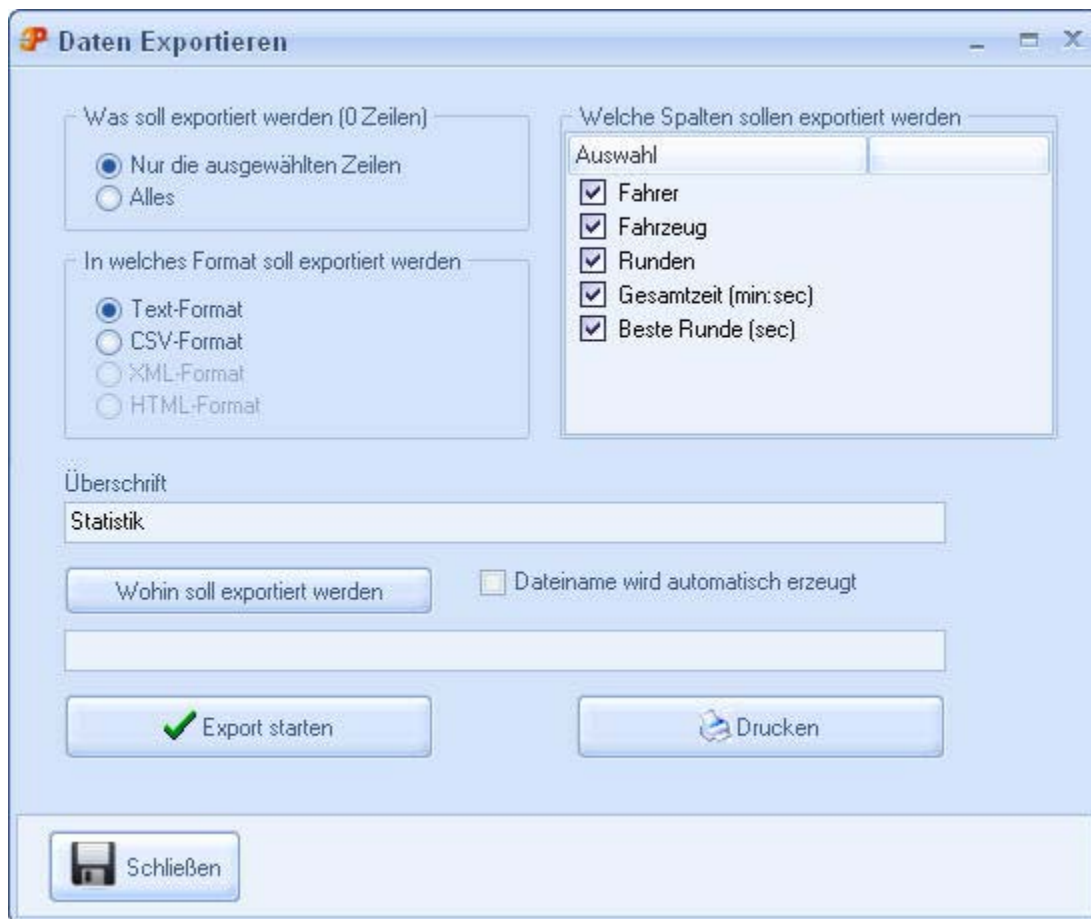 Daten Exportieren
Was soll exportiert werden (0 Zeilen)
Nur die ausgewählten Zeilen
Alles
In welches Format soll exportiert werden
Text-Format
CSV-Format
XML-Format
HTML-Format
Welche Spalten sollen exportiert werden
Auswahl
Fahrer
Fahrzeug
Runden
Gesamtzeit (min:sec)
Beste Runde (sec)
Überschrift
Statistik
Wohin soll exportiert werden
Dateiname wird automatisch erzeugt
Export starten
Drucken
Schließen